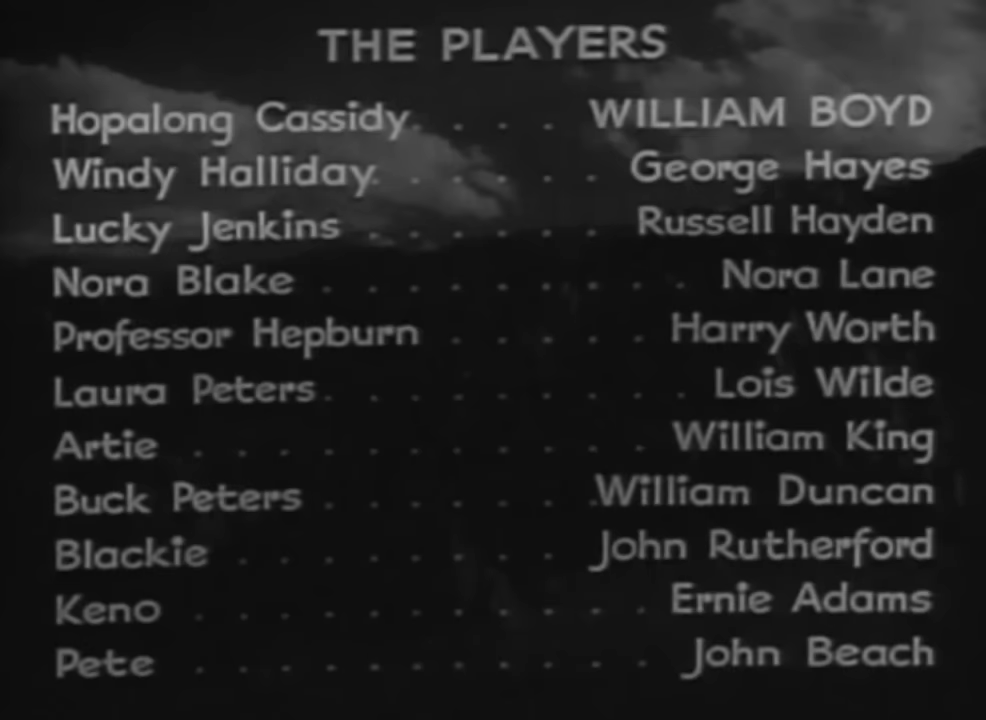 THE PLAYERS
Hopalong Cassidy. . . . WILLIAM BOYD
Windy Halliday. . . . . . George Hayes
Lucky Jenkins . . . . . . Russell Hayden
Nora Blake . . . . . . . . . Nora Lane
Professor Hepburn . . . . . Harry Worth
Laura Peters. . . . . . . . . Lois Wilde
Artie . . . . . . . . . . . William King
Buck Peters . . . . . . .William Duncan
Blackie . . . . . . . . John Rutherford
Keno . . . . . . . . . . . Ernie Adams
Pete . . . . . . . . . . . John Beach